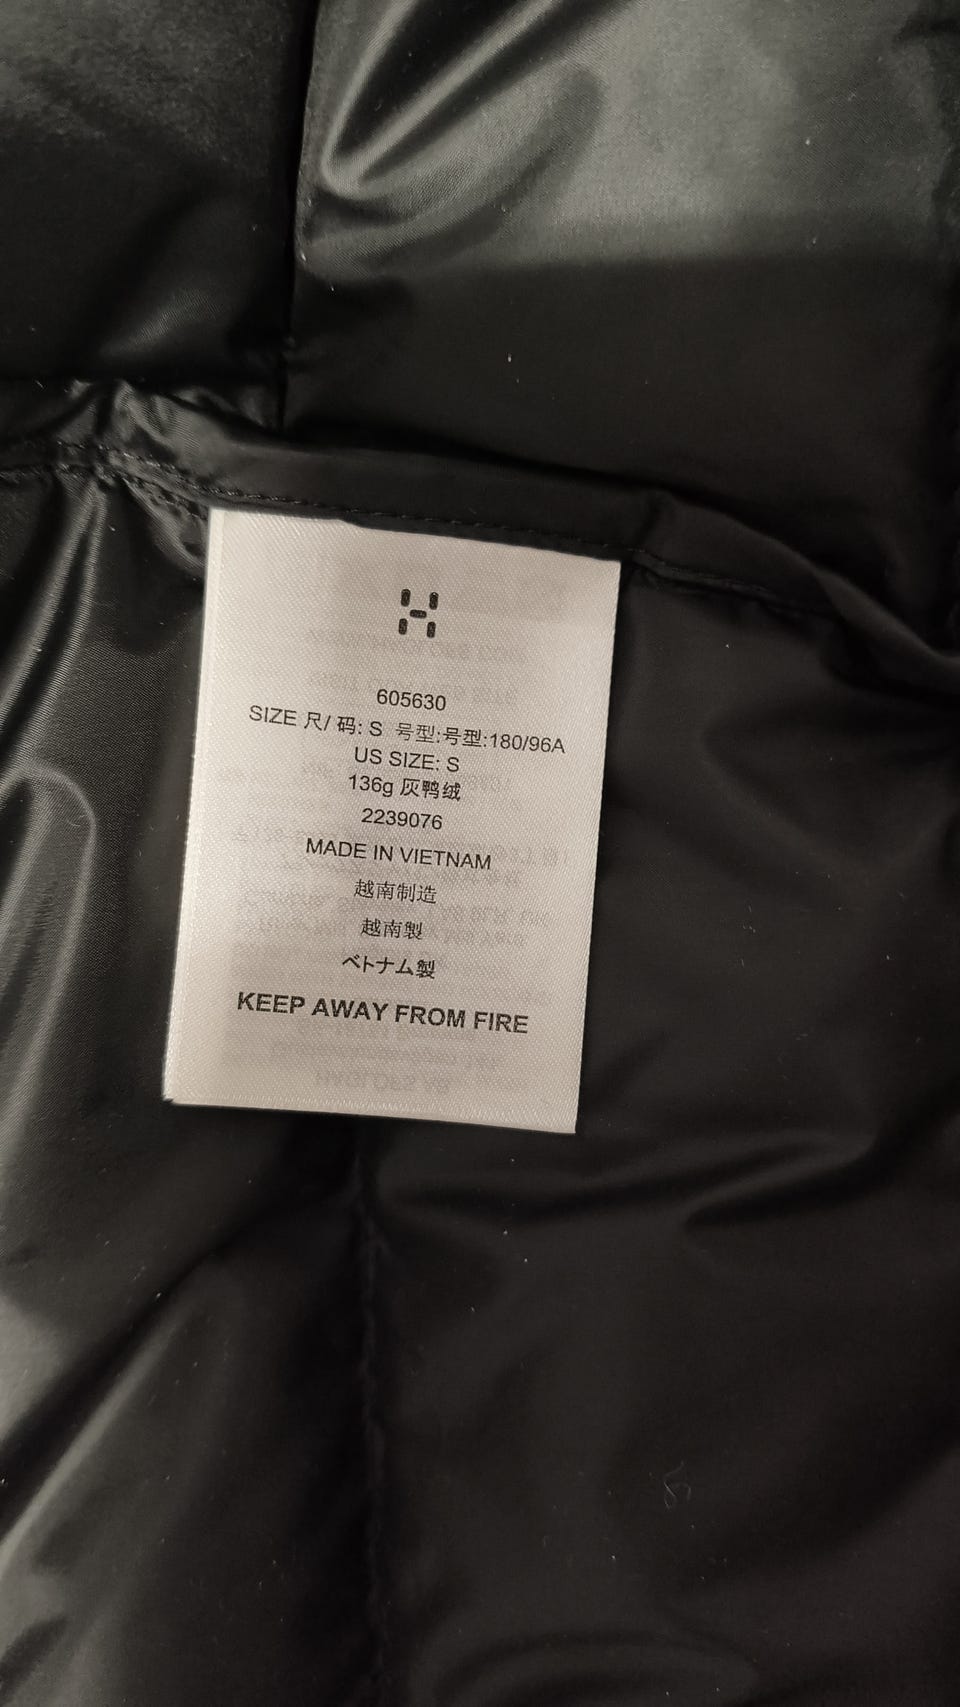 605630
SIZE 尺/ 码: S 号型:号型:180/96A
US SIZE: S
136g 灰鸭绒
2239076
MADE IN VIETNAM
越南制造
越南製
ベトナム製
KEEP AWAY FROM FIRE